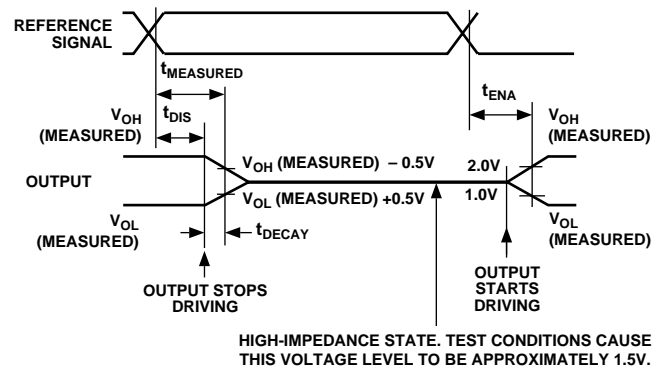 REFERENCE
SIGNAL
tMEASURED
tENA
tDIS
VOH
(MEASURED)
VOH
(MEASURED)
VOH (MEASURED) – 0.5V
2.0V
OUTPUT
VOL (MEASURED) +0.5V
1.0V
VOL
(MEASURED)
VOL
(MEASURED)
tDECAY
OUTPUT STOPS
DRIVING
OUTPUT
STARTS
DRIVING
HIGH-IMPEDANCE STATE. TEST CONDITIONS CAUSE
THIS VOLTAGE LEVEL TO BE APPROXIMATELY 1.5V.